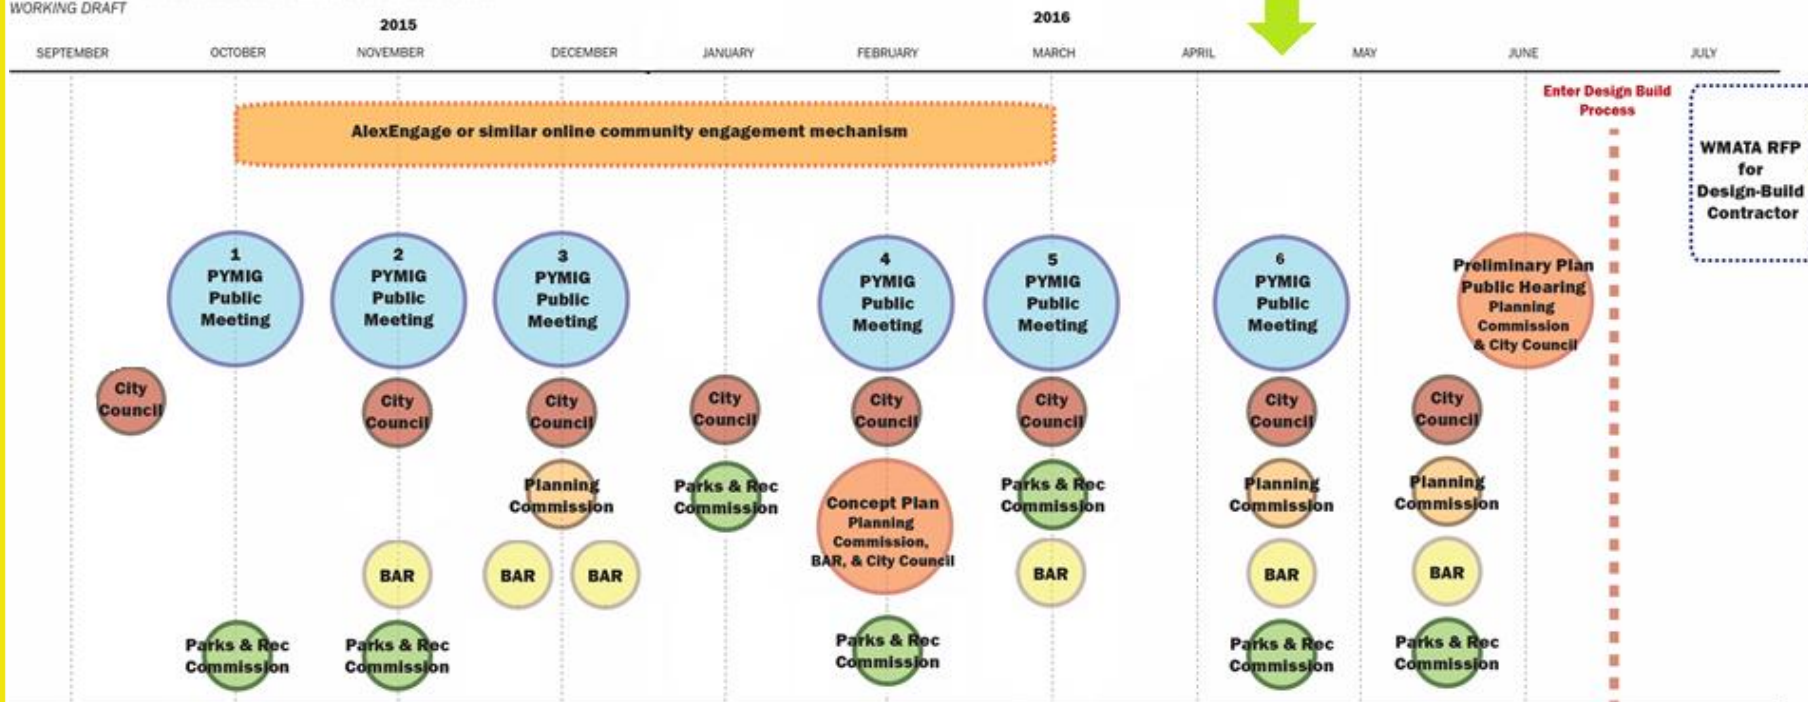 WORKING DRAFT
2015
2016
SEPTEMBER
OCTOBER
NOVEMBER
DECEMBER
JANUARY
FEBRUARY
MARCH
APRIL
MAY
JUNE
JULY
Enter Design Build
Process
AlexEngage or similar online community engagement mechanism
WMATA RFP
for
Design-Build
Contractor
1
PYMIG
Public
Meeting
2
PYMIG
Public
Meeting
3
PYMIG
Public
Meeting
4
PYMIG
Public
Meeting
5
PYMIG
Public
Meeting
6
PYMIG
Public
Meeting
Preliminary Plan
Public Hearing
Planning
Commission
& City Council
City
Council
City
Council
City
Council
City
Council
City
Council
City
Council
City
Council
City
Council
Planning
Commission
Parks & Rec
Commission
Concept Plan
Planning
Commission,
BAR, & City Council
Parks & Rec
Commission
Planning
Commission
Planning
Commission
BAR
BAR
BAR
BAR
BAR
BAR
Parks & Rec
Commission
Parks & Rec
Commission
Parks & Rec
Commission
Parks & Rec
Commission
Parks & Rec
Commission